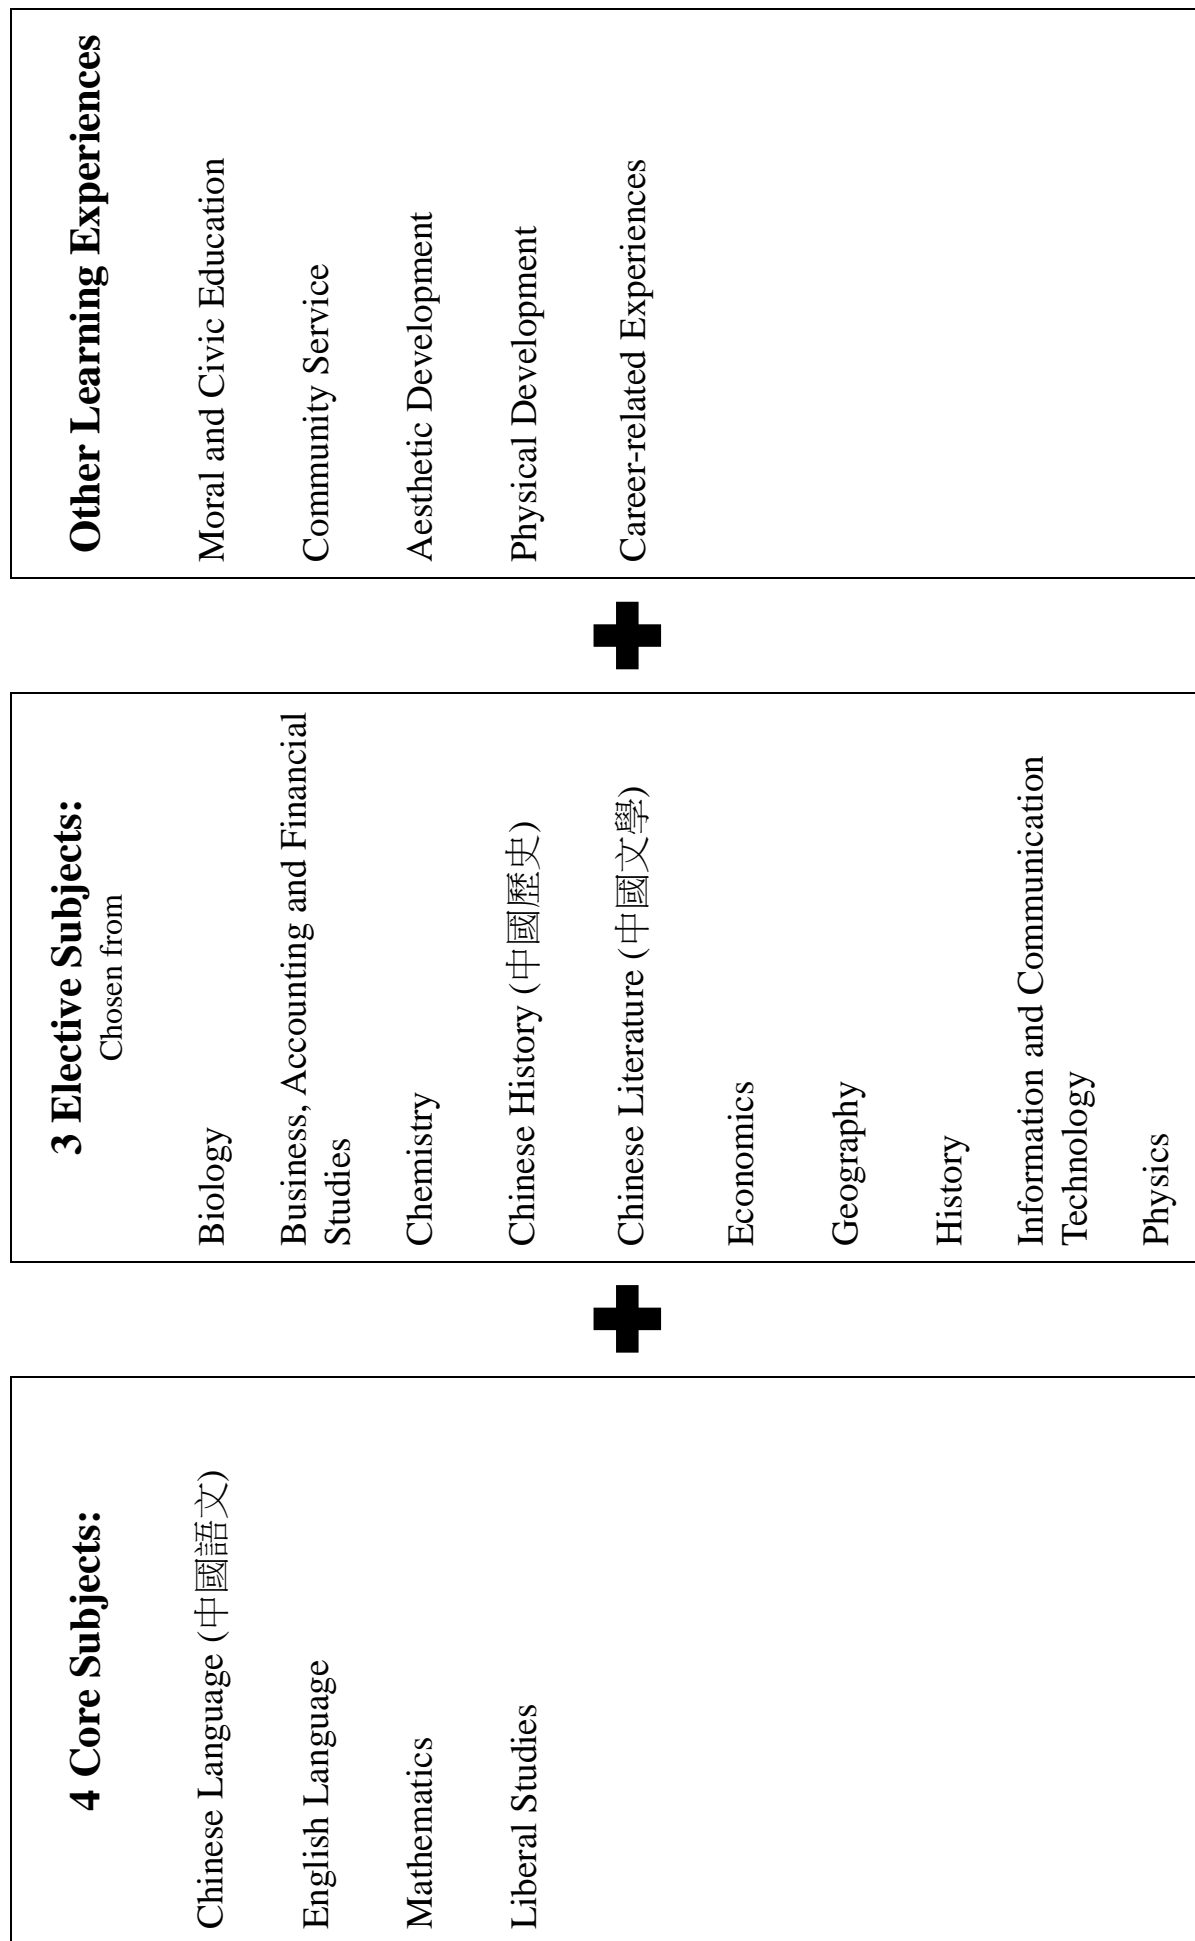 4 Core Subjects:
Chinese Language (中國語文)
English Language
Mathematics
Liberal Studies
3 Elective Subjects:
Chosen from
Biology
Business, Accounting and Financial
Studies
Chemistry
Chinese History (中國歷史)
Chinese Literature (中國文學)
Economics
Geography
History
Information and Communication
Technology
Physics
Other Learning Experiences
Moral and Civic Education
Community Service
Aesthetic Development
Physical Development
Career-related Experiences